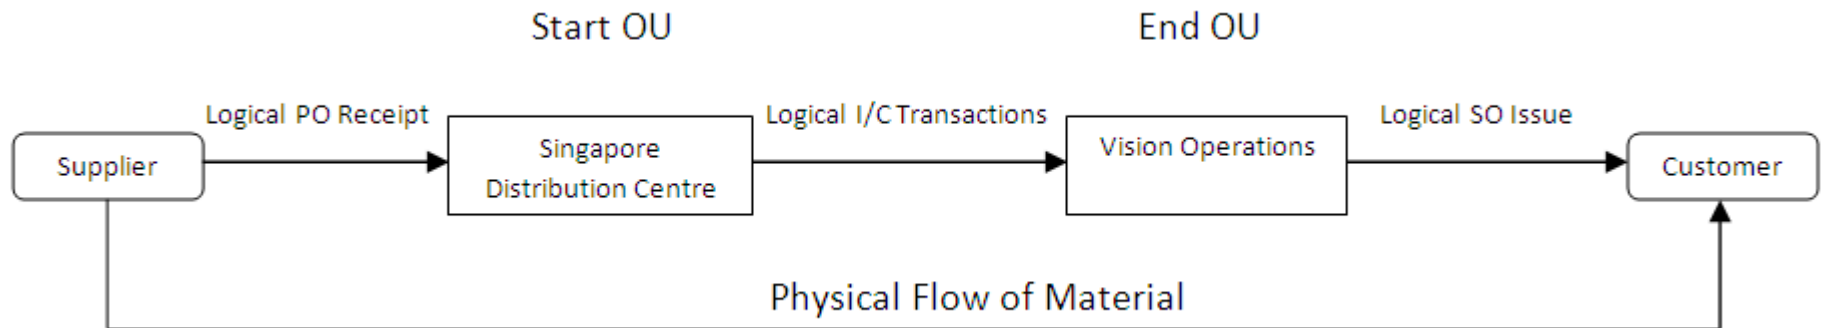 Start OU
End OU
Logical PO Receipt
Logical I/C Transactions
Logical SO Issue
Supplier
Singapore
Distribution Centre
Vision Operations
Customer
Physical Flow of Material